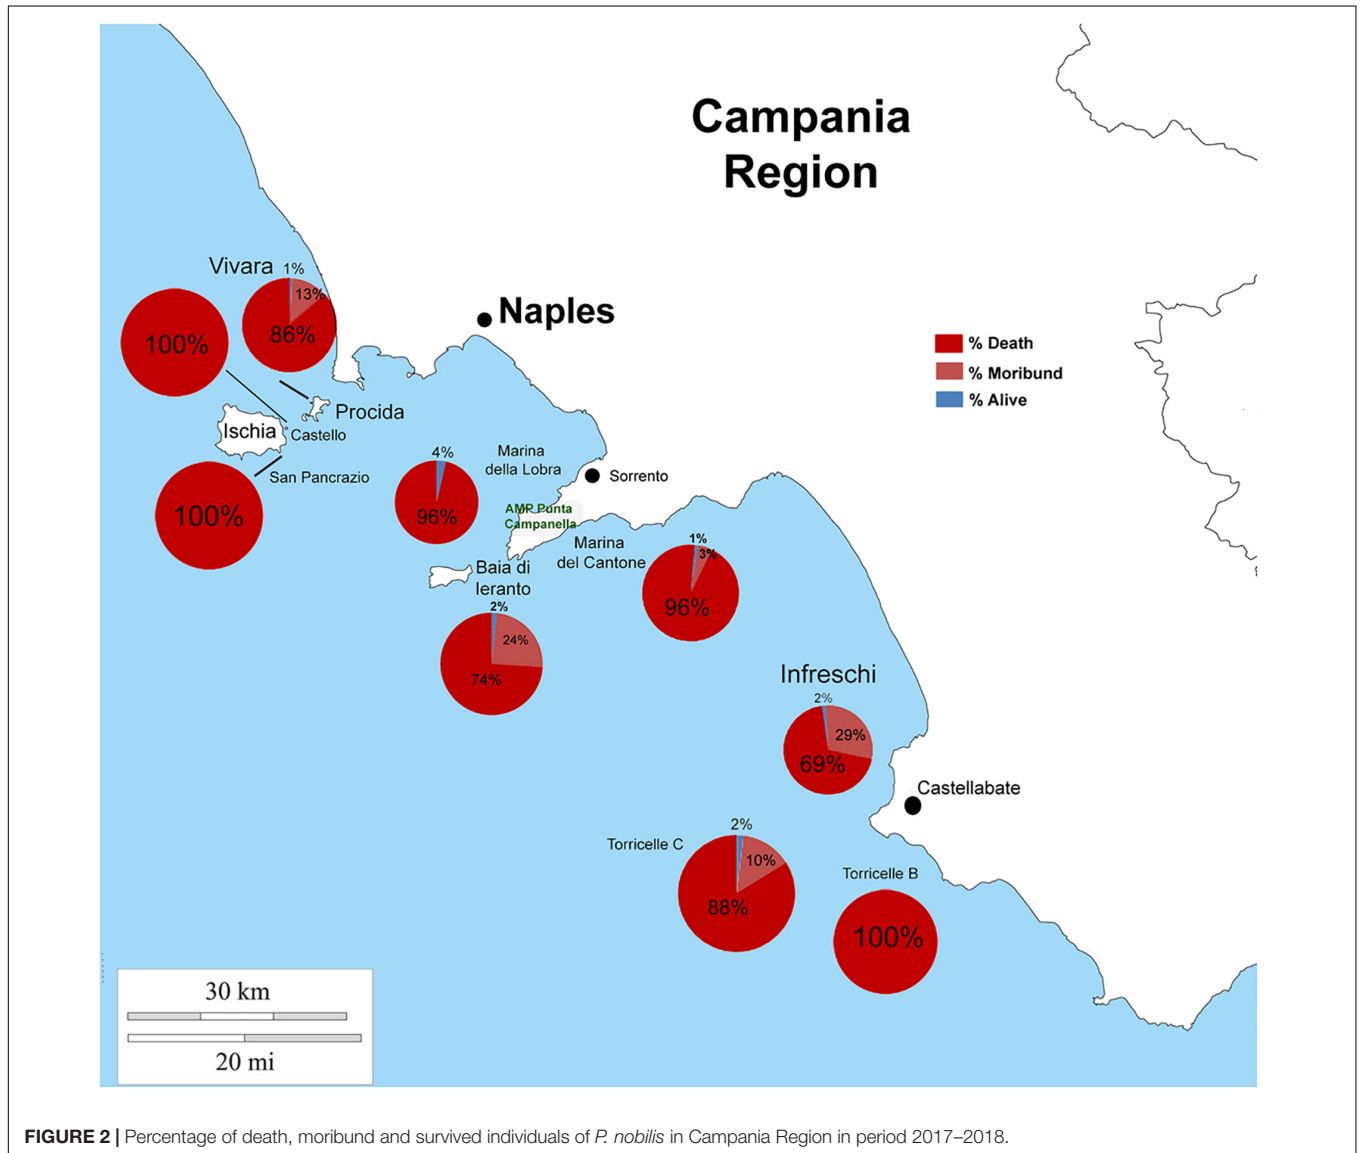 Campania
Region
Vivara
1%
13%
86%
100%
Naples
% Death
% Moribund
% Alive
Procida
Ischia
Castello
San Pancrazio
100%
4%
96%
Marina
della Lobra
Sorrento
AMP Punta
Campanella
Marina
del Cantone
1%
3%
96%
Baia di
Ieranto
2%
24%
74%
Infreschi
2%
29%
69%
Castellabate
Torricelle C
2%
10%
88%
Torricelle B
100%
30 km
20 mi
FIGURE 2 | Percentage of death, moribund and survived individuals of P. nobilis in Campania Region in period 2017–2018.